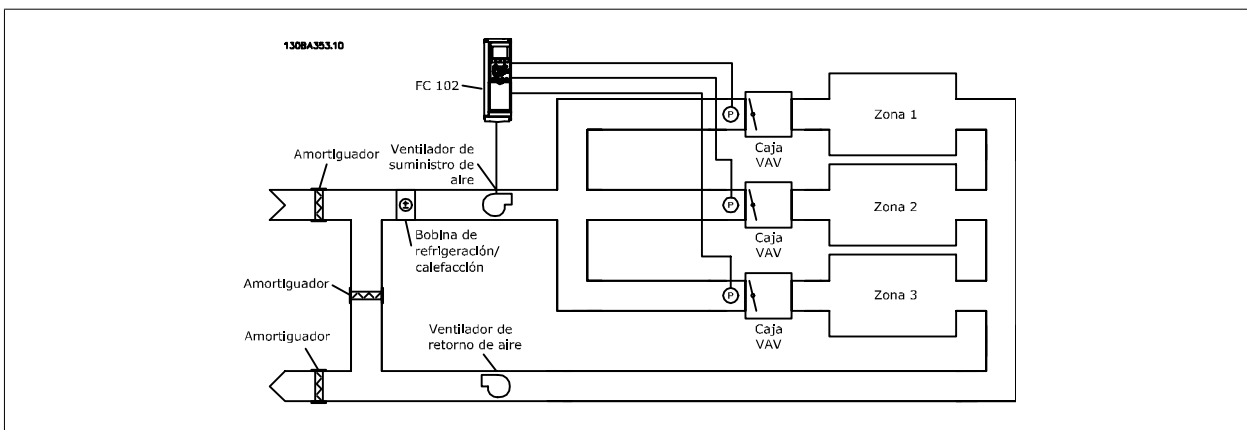 130BA353.10
FC 102
Amortiguador
Ventilador de
suministro de
aire
P
Caja
VAV
Zona 1
P
Caja
VAV
Zona 2
Bobina de
refrigeración/
calefacción
Amortiguador
P
Caja
VAV
Zona 3
Amortiguador
Ventilador de
retorno de aire